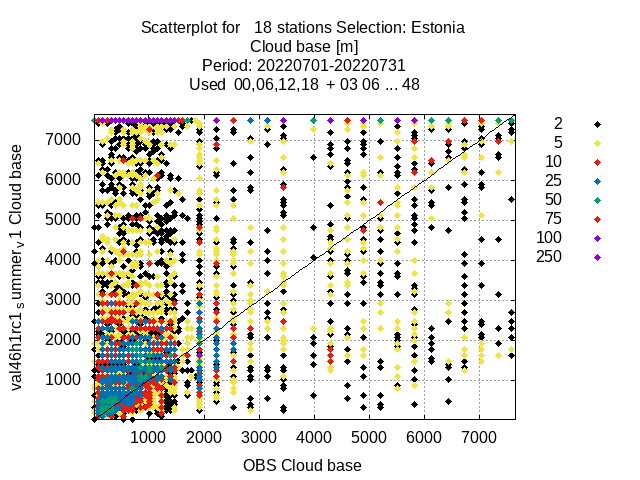 Scatterplot for 18 stations Selection: Estonia
Cloud base [m]
Period: 20220701-20220731
Used 00,06,12,18 + 03 06 ... 48
val46h1rc1 summerv1 Cloud base
7000
6000
5000
4000
3000
2000
1000
1000 2000 3000 4000 5000 6000 7000
OBS Cloud base
2
5
10
25
50
75
100
250